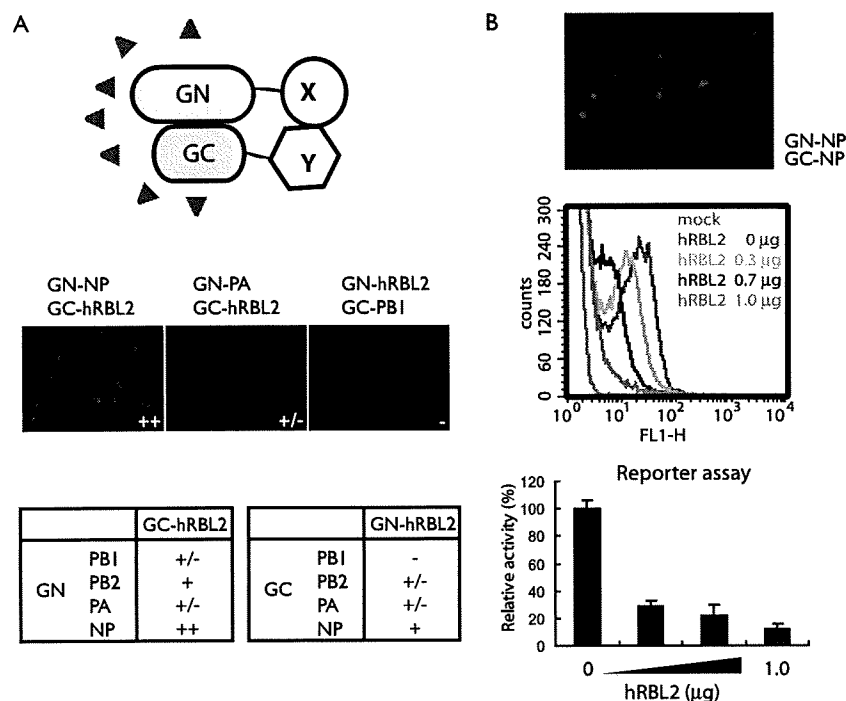 A
GN
X
GC
Y
GN-NP
GC-hRBL2
GN-PA
GC-hRBL2
GN-hRBL2
GC-PB1
++
+/-
-
GC-hRBL2
GN
PB1 +/-
PB2 +
PA +/-
NP ++
GN-hRBL2
GC
PB1 -
PB2 +/-
PA +/-
NP +
B
GN-NP
GC-NP
300
240
180
120
60
0
counts
mock
hRBL2 0 µg
hRBL2 0.3 µg
hRBL2 0.7 µg
hRBL2 1.0 µg
10⁰ 10¹ 10² 10³ 10⁴
FL1-H
Reporter assay
Relative activity (%)
120
100
80
60
40
20
0
0 1.0
hRBL2 (µg)